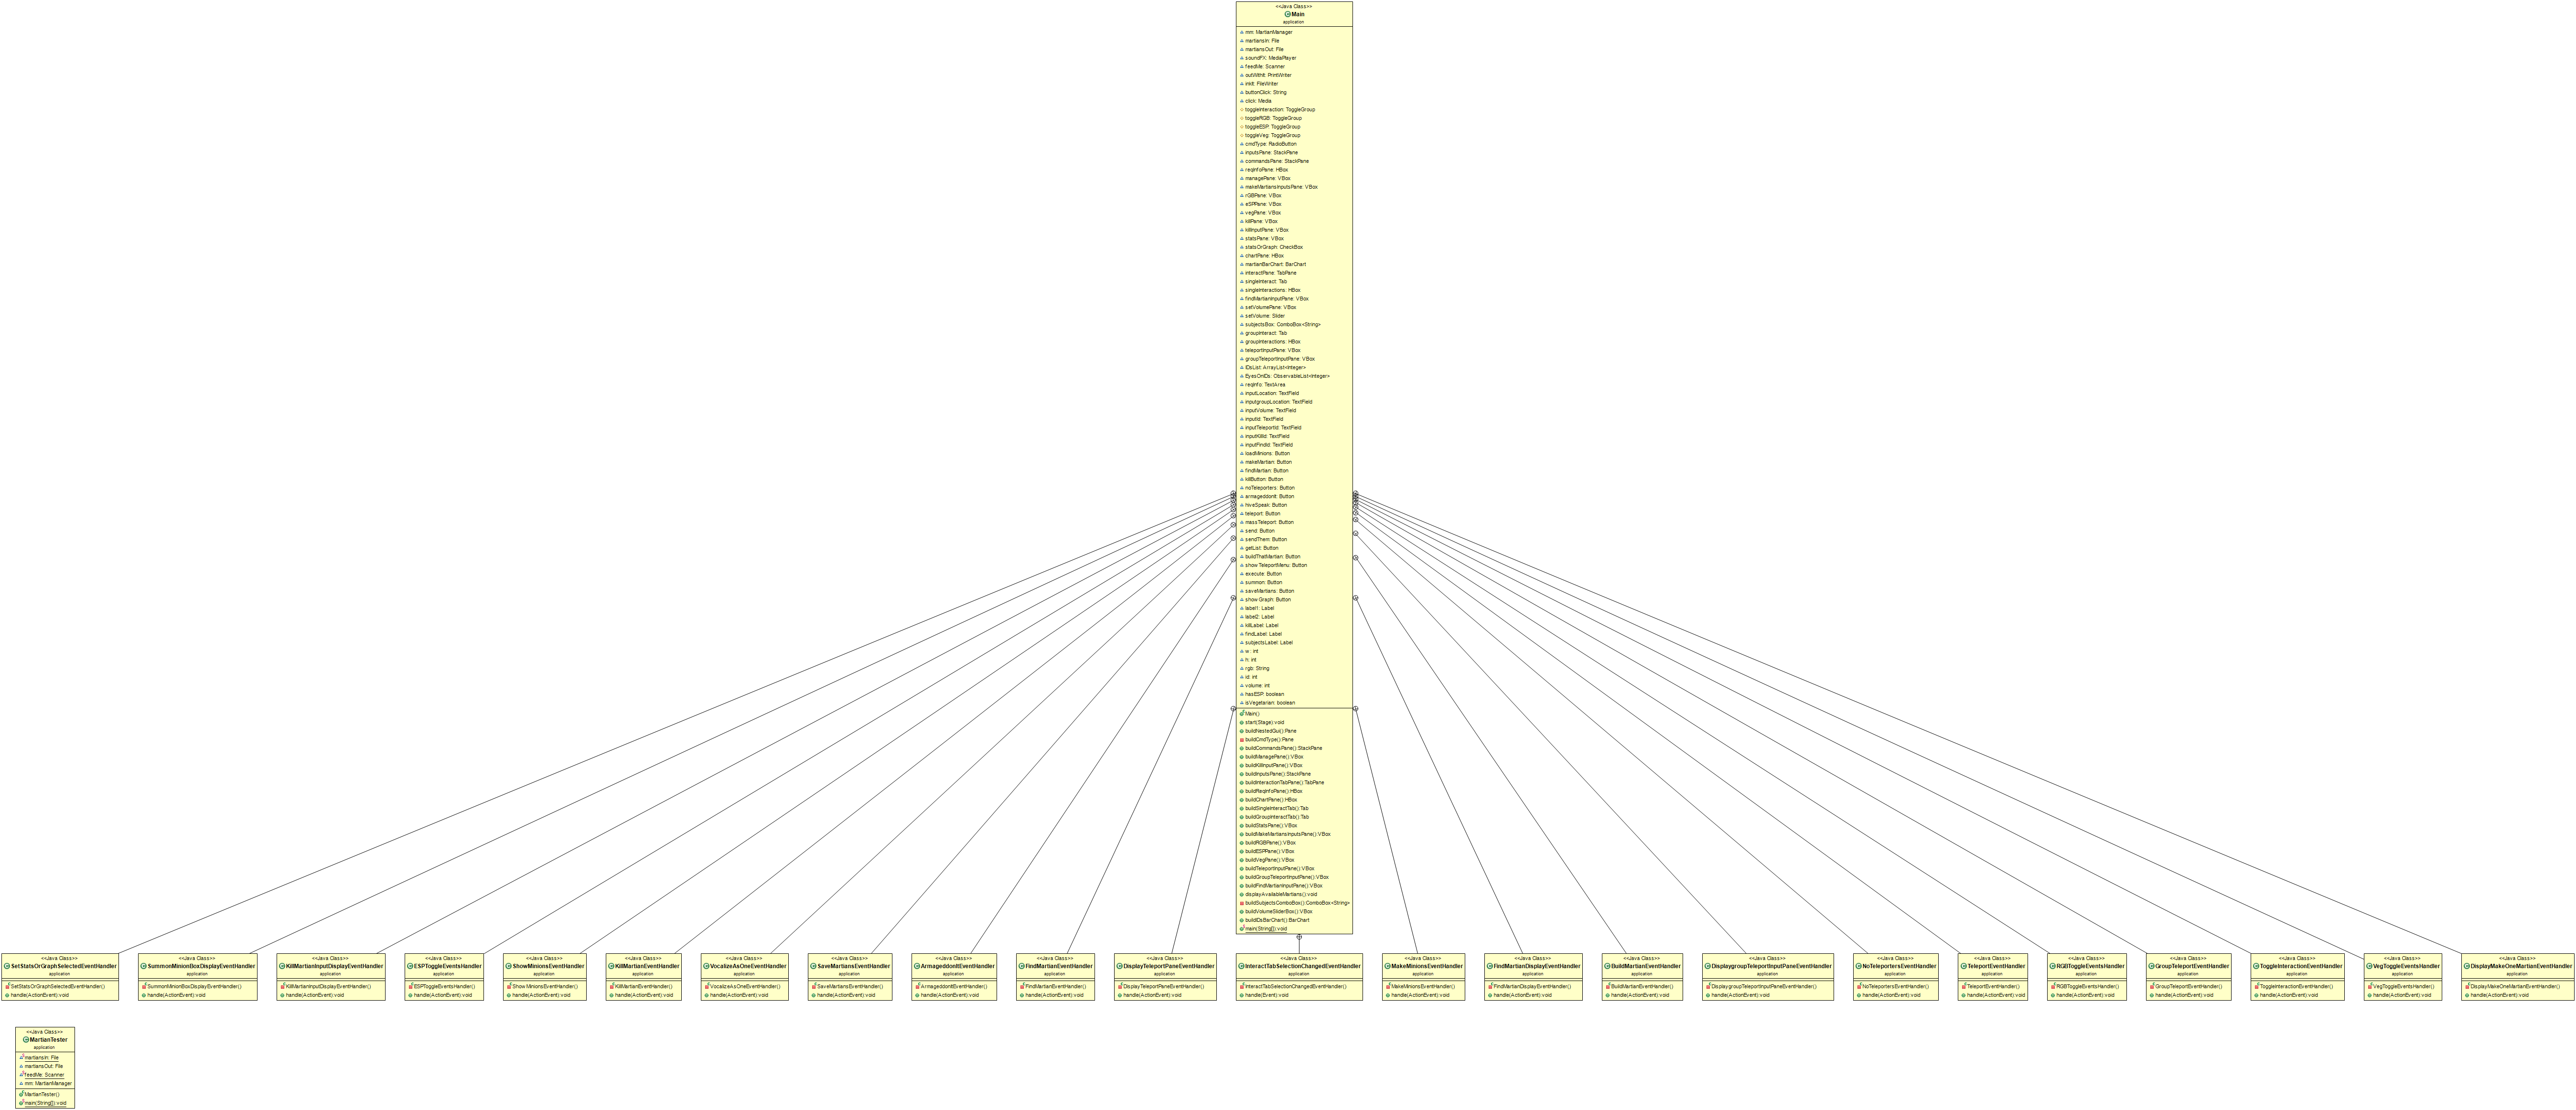 <<Java Class>>
Main
application
mm: MartianManager
martiansIn: File
martiansOut: File
soundFX: MediaPlayer
feedMe: Scanner
outWithIt: PrintWriter
inkIt: FileWriter
buttonClick: String
click: Media
toggleInteraction: ToggleGroup
toggleRGB: ToggleGroup
toggleESP: ToggleGroup
toggleVeg: ToggleGroup
cmdType: RadioButton
inputsPane: StackPane
commandsPane: StackPane
reqInfoPane: HBox
managePane: VBox
makeMartiansInputsPane: VBox
rGBPane: VBox
eSPPane: VBox
vegPane: VBox
killPane: VBox
killInputPane: VBox
statsPane: VBox
statsOrGraph: CheckBox
chartPane: HBox
martianBarChart: BarChart
interactPane: TabPane
singleInteract: Tab
singleInteractions: HBox
findMartianInputPane: VBox
setVolumePane: VBox
setVolume: Slider
subjectsBox: ComboBox<String>
groupInteract: Tab
groupInteractions: HBox
teleportInputPane: VBox
groupTeleportInputPane: VBox
IDsList: ArrayList<Integer>
EyesOnIDs: ObservableList<Integer>
reqInfo: TextArea
inputLocation: TextField
inputgroupLocation: TextField
inputVolume: TextField
inputId: TextField
inputTeleportId: TextField
inputKillId: TextField
inputFindId: TextField
loadMinions: Button
makeMartian: Button
findMartian: Button
killButton: Button
noTeleporters: Button
armageddonIt: Button
hiveSpeak: Button
teleport: Button
massTeleport: Button
send: Button
sendThem: Button
getList: Button
buildThatMartian: Button
showTeleportMenu: Button
execute: Button
summon: Button
saveMartians: Button
showGraph: Button
label1: Label
label2: Label
killLabel: Label
findLabel: Label
subjectsLabel: Label
w: int
h: int
rgb: String
id: int
volume: int
hasESP: boolean
isVegetarian: boolean
Main()
start(Stage):void
buildNestedGui():Pane
buildCmdType():Pane
buildCommandsPane():StackPane
buildManagePane():VBox
buildKillInputPane():VBox
buildInputsPane():StackPane
buildInteractionTabPane():TabPane
buildReqInfoPane():HBox
buildChartPane():HBox
buildSingleInteractTab():Tab
buildGroupInteractTab():Tab
buildStatsPane():VBox
buildMakeMartiansInputsPane():VBox
buildRGBPane():VBox
buildESPPane():VBox
buildVegPane():VBox
buildTeleportInputPane():VBox
buildGroupTeleportInputPane():VBox
buildFindMartianInputPane():VBox
displayAvailableMartians():void
buildSubjectsComboBox():ComboBox<String>
buildVolumeSliderBox():VBox
buildIDsBarChart():BarChart
main(String[]):void
<<Java Class>>
SetStatsOrGraphSelectedEventHandler
application
SetStatsOrGraphSelectedEventHandler()
handle(ActionEvent):void
<<Java Class>>
SummonMinionBoxDisplayEventHandler
application
SummonMinionBoxDisplayEventHandler()
handle(ActionEvent):void
<<Java Class>>
KillMartianInputDisplayEventHandler
application
KillMartianInputDisplayEventHandler()
handle(ActionEvent):void
<<Java Class>>
ESPToggleEventsHandler
application
ESPToggleEventsHandler()
handle(ActionEvent):void
<<Java Class>>
ShowMinionsEventHandler
application
ShowMinionsEventHandler()
handle(ActionEvent):void
<<Java Class>>
KillMartianEventHandler
application
KillMartianEventHandler()
handle(ActionEvent):void
<<Java Class>>
VocalizeAsOneEventHandler
application
VocalizeAsOneEventHandler()
handle(ActionEvent):void
<<Java Class>>
SaveMartiansEventHandler
application
SaveMartiansEventHandler()
handle(ActionEvent):void
<<Java Class>>
ArmageddonItEventHandler
application
ArmageddonItEventHandler()
handle(ActionEvent):void
<<Java Class>>
FindMartianEventHandler
application
FindMartianEventHandler()
handle(ActionEvent):void
<<Java Class>>
DisplayTeleportPaneEventHandler
application
DisplayTeleportPaneEventHandler()
handle(ActionEvent):void
<<Java Class>>
InteractTabSelectionChangedEventHandler
application
InteractTabSelectionChangedEventHandler()
handle(Event):void
<<Java Class>>
MakeMinionsEventHandler
application
MakeMinionsEventHandler()
handle(ActionEvent):void
<<Java Class>>
FindMartianDisplayEventHandler
application
FindMartianDisplayEventHandler()
handle(ActionEvent):void
<<Java Class>>
BuildMartianEventHandler
application
BuildMartianEventHandler()
handle(ActionEvent):void
<<Java Class>>
DisplaygroupTeleportInputPaneEventHandler
application
DisplaygroupTeleportInputPaneEventHandler()
handle(ActionEvent):void
<<Java Class>>
NoTeleportersEventHandler
application
NoTeleportersEventHandler()
handle(ActionEvent):void
<<Java Class>>
TeleportEventHandler
application
TeleportEventHandler()
handle(ActionEvent):void
<<Java Class>>
RGBToggleEventsHandler
application
RGBToggleEventsHandler()
handle(ActionEvent):void
<<Java Class>>
GroupTeleportEventHandler
application
GroupTeleportEventHandler()
handle(ActionEvent):void
<<Java Class>>
ToggleInteractionEventHandler
application
ToggleInteractionEventHandler()
handle(ActionEvent):void
<<Java Class>>
VegToggleEventsHandler
application
VegToggleEventsHandler()
handle(ActionEvent):void
<<Java Class>>
DisplayMakeOneMartianEventHandler
application
DisplayMakeOneMartianEventHandler()
handle(ActionEvent):void
<<Java Class>>
MartianTester
application
martiansIn: File
martiansOut: File
feedMe: Scanner
mm: MartianManager
MartianTester()
main(String[]):void